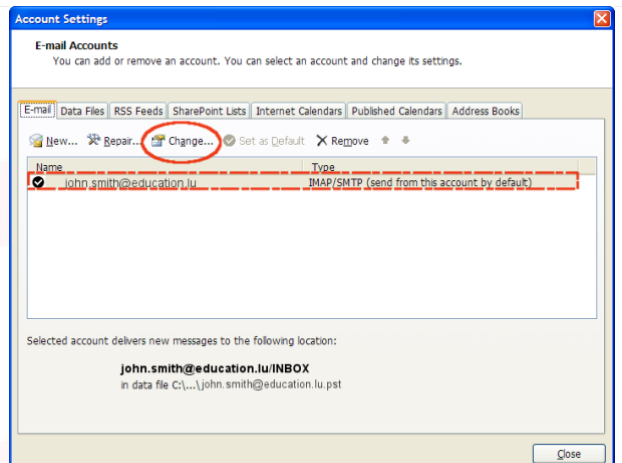 Account Settings
E-mail Accounts
You can add or remove an account. You can select an account and change its settings.
E-mail Data Files RSS Feeds SharePoint Lists Internet Calendars Published Calendars Address Books
New... Repair... Change... Set as Default Remove
Name Type
john.smith@education.lu IMAP/SMTP (send from this account by default)
Selected account delivers new messages to the following location:
john.smith@education.lu/INBOX
in data file C:\...\john.smith@education.lu.pst
Close